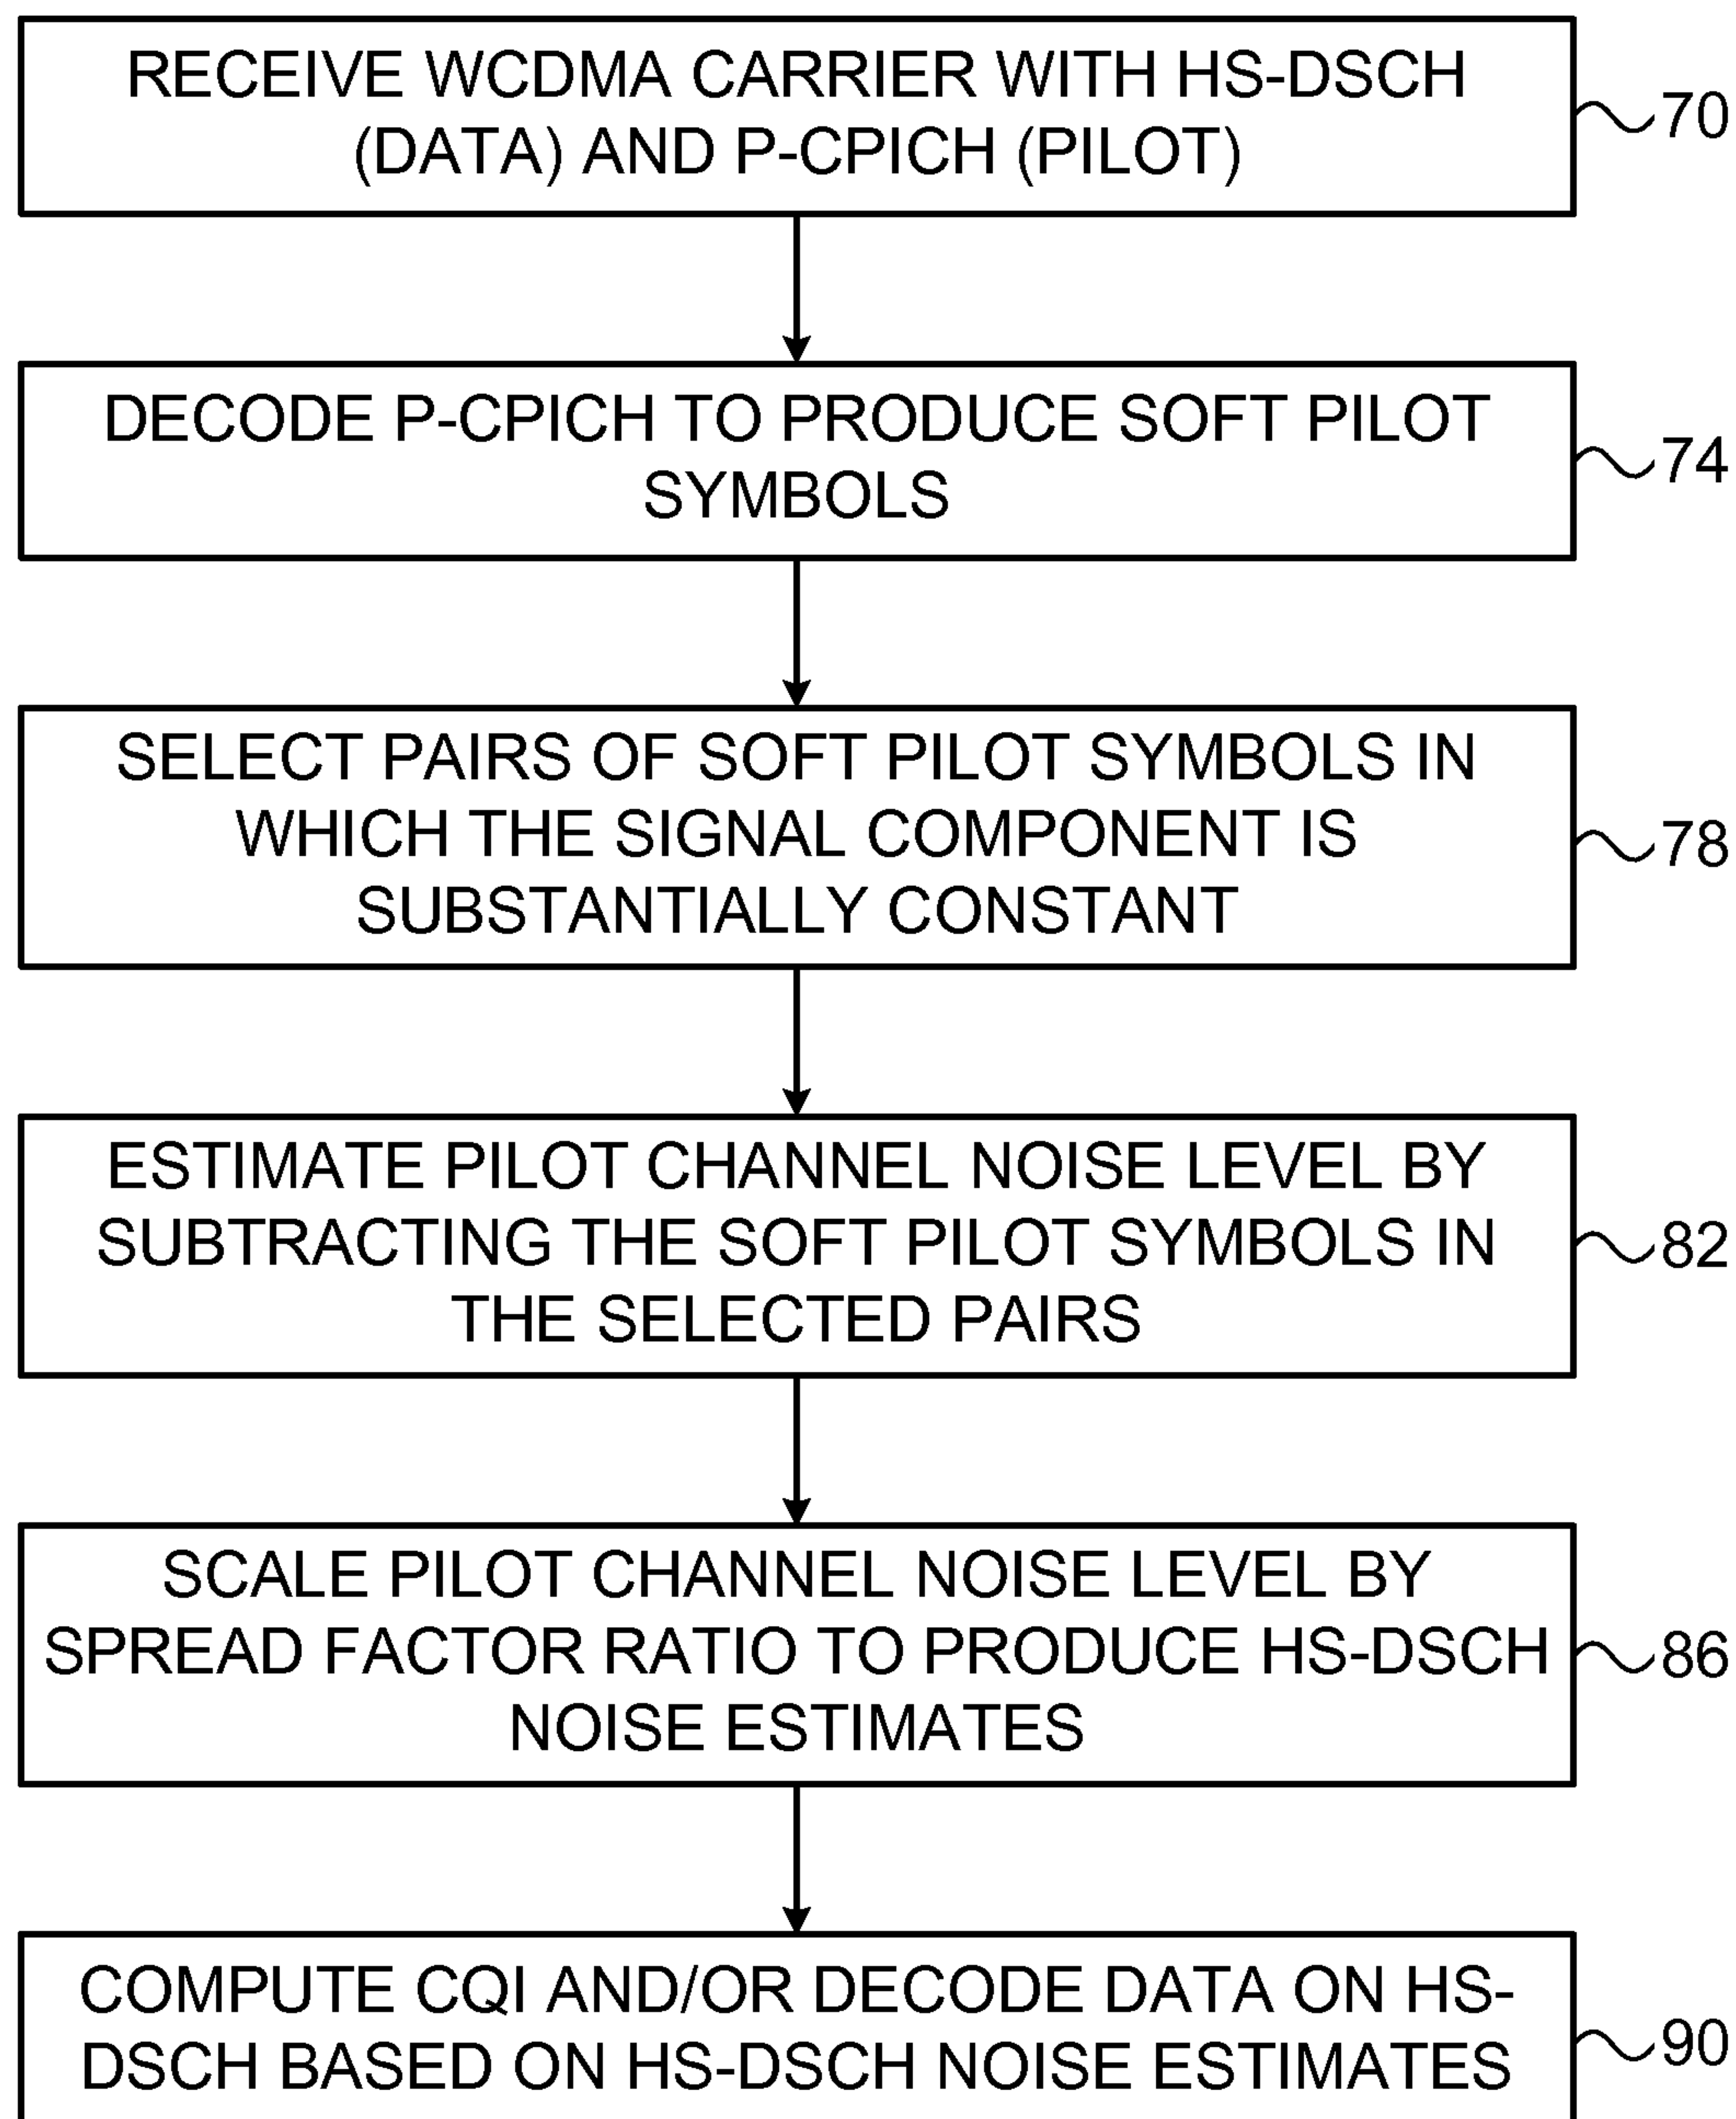 RECEIVE WCDMA CARRIER WITH HS-DSCH
(DATA) AND P-CPICH (PILOT)
70
DECODE P-CPICH TO PRODUCE SOFT PILOT
SYMBOLS
74
SELECT PAIRS OF SOFT PILOT SYMBOLS IN
WHICH THE SIGNAL COMPONENT IS
SUBSTANTIALLY CONSTANT
78
ESTIMATE PILOT CHANNEL NOISE LEVEL BY
SUBTRACTING THE SOFT PILOT SYMBOLS IN
THE SELECTED PAIRS
82
SCALE PILOT CHANNEL NOISE LEVEL BY
SPREAD FACTOR RATIO TO PRODUCE HS-DSCH
NOISE ESTIMATES
86
COMPUTE CQI AND/OR DECODE DATA ON HS-
DSCH BASED ON HS-DSCH NOISE ESTIMATES
90